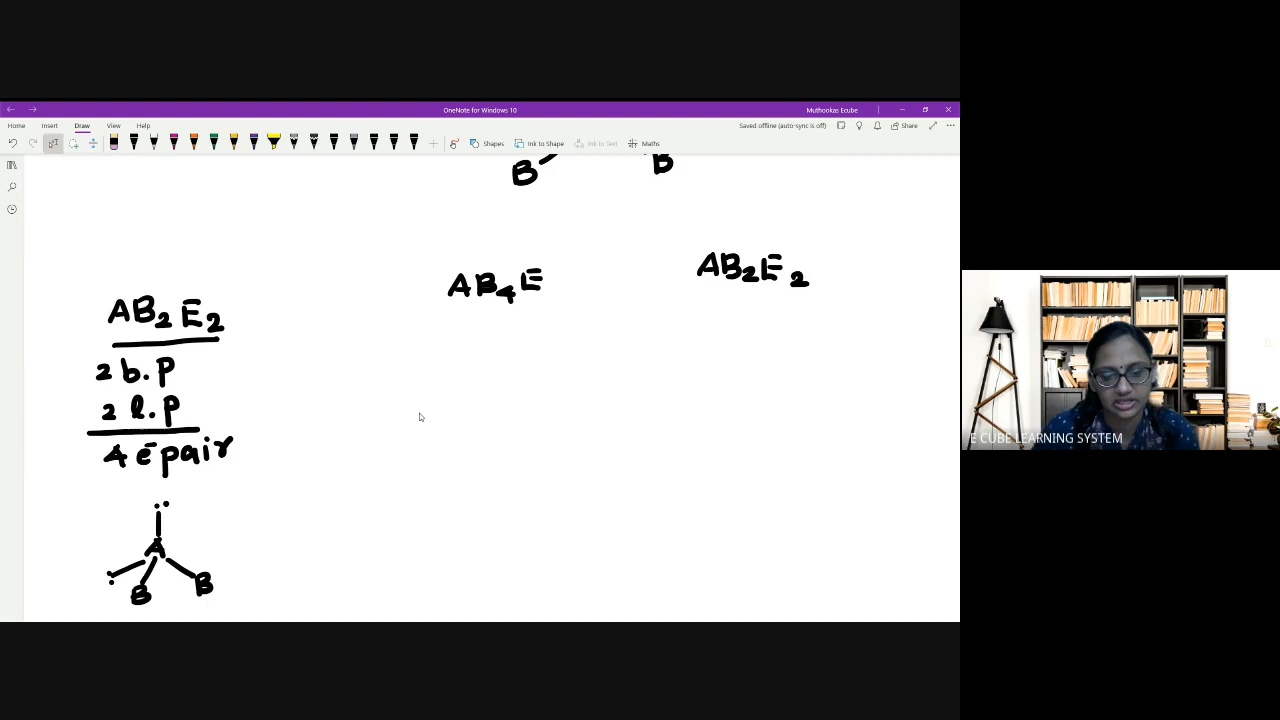 OneNote for Windows 10
Muthookas Ecube
Home Insert Draw View Help
Saved offline (auto-sync is off)
Share
Shapes
Ink to Shape
Ink to Text
Maths
B B
AB4E
AB2E2
AB2E2
2 b.p
2 l.p
4 ē pair
A
B B
E CUBE LEARNING SYSTEM